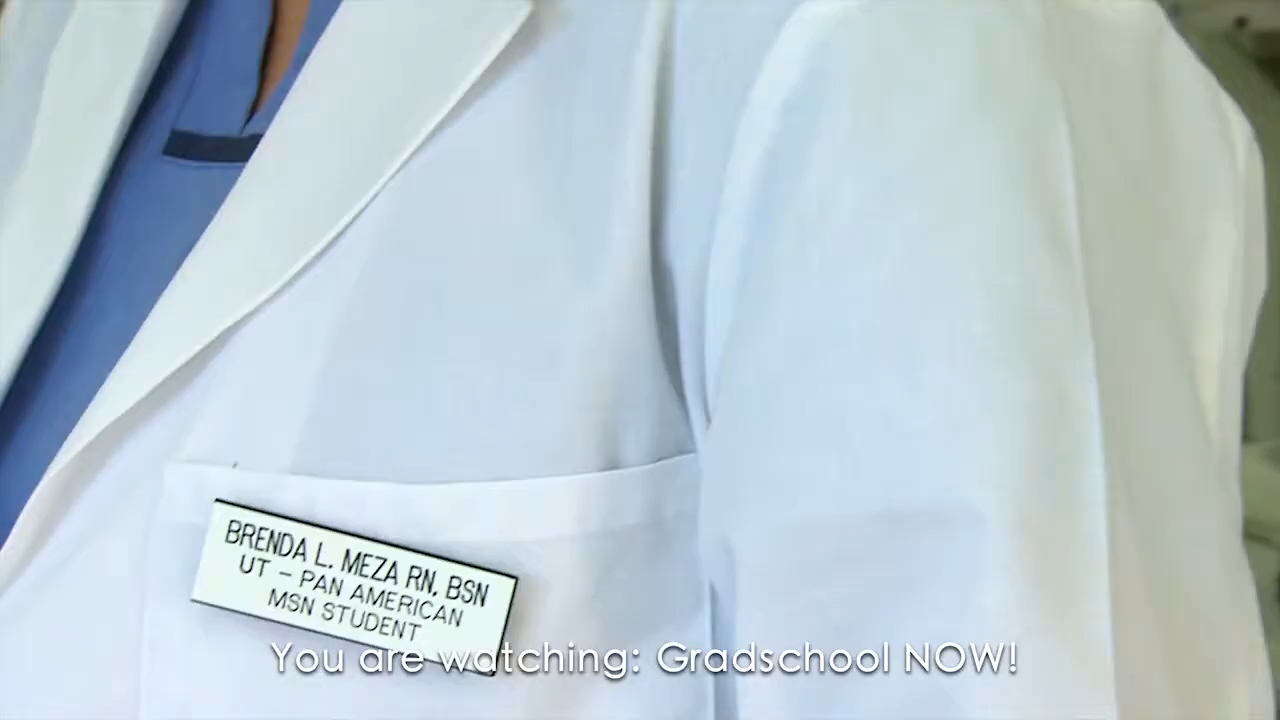 BRENDA L. MEZA RN, BSN
UT – PAN AMERICAN
MSN STUDENT
You are watching: Gradschool NOW!